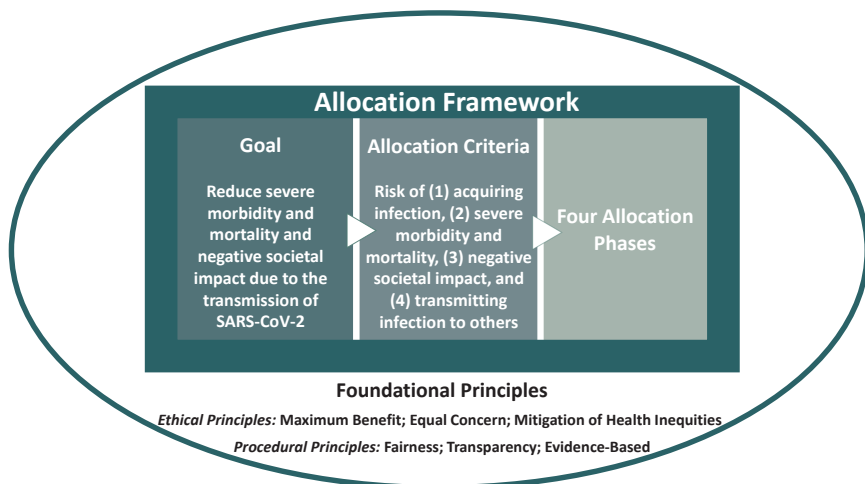 Allocation Framework
Goal
Reduce severe
morbidity and
mortality and
negative societal
impact due to the
transmission of
SARS-CoV-2
Allocation Criteria
Risk of (1) acquiring
infection, (2) severe
morbidity and
mortality, (3) negative
societal impact, and
(4) transmitting
infection to others
Four Allocation
Phases
Foundational Principles
Ethical Principles: Maximum Benefit; Equal Concern; Mitigation of Health Inequities
Procedural Principles: Fairness; Transparency; Evidence-Based